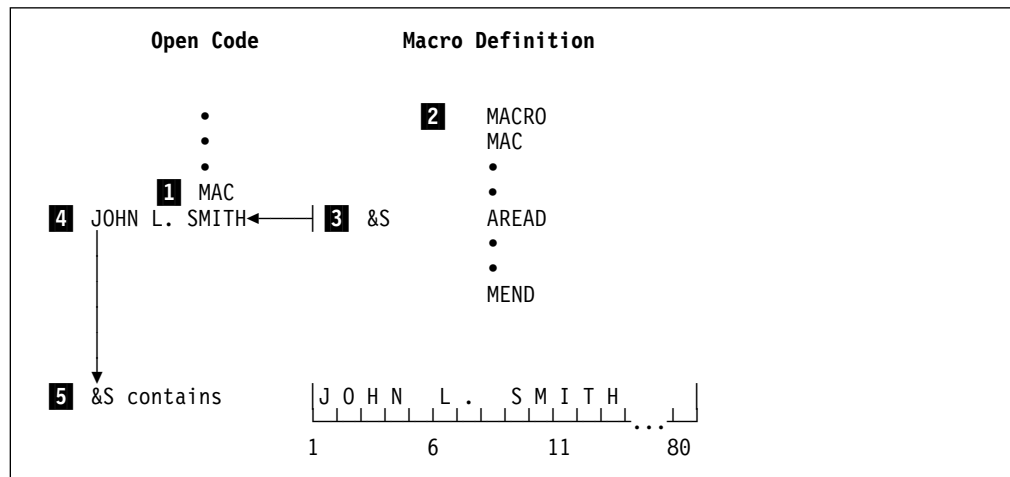 Open Code Macro Definition
• 2 MACRO
• MAC
• •
1 MAC •
4 JOHN L. SMITH 3 &S AREAD
•
•
MEND
5 &S contains J O H N L . S M I T H ...
1 6 11 80